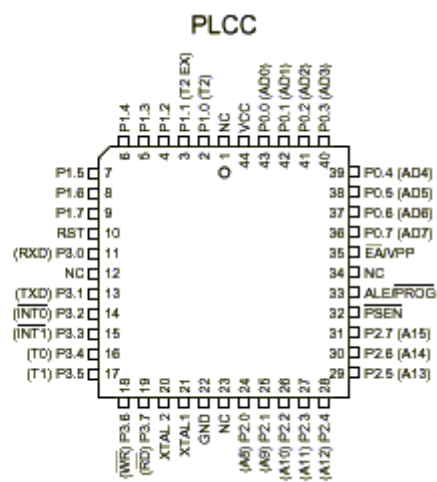 PLCC
P1.4
P1.3
P1.2
P1.1 (T2 EX)
P1.0 (T2)
NC
VCC
P0.0 (AD0)
P0.1 (AD1)
P0.2 (AD2)
P0.3 (AD3)
6 5 4 3 2 1 44 43 42 41 40
P1.5 7
P1.6 8
P1.7 9
RST 10
(RXD) P3.0 11
NC 12
(TXD) P3.1 13
(INT0) P3.2 14
(INT1) P3.3 15
(T0) P3.4 16
(T1) P3.5 17
39 P0.4 (AD4)
38 P0.5 (AD5)
37 P0.6 (AD6)
36 P0.7 (AD7)
35 EA/VPP
34 NC
33 ALE/PROG
32 PSEN
31 P2.7 (A15)
30 P2.6 (A14)
29 P2.5 (A13)
18 19 20 21 22 23 24 25 26 27 28
(WR) P3.6
(RD) P3.7
XTAL2
XTAL1
GND
NC
(A8) P2.0
(A9) P2.1
(A10) P2.2
(A11) P2.3
(A12) P2.4